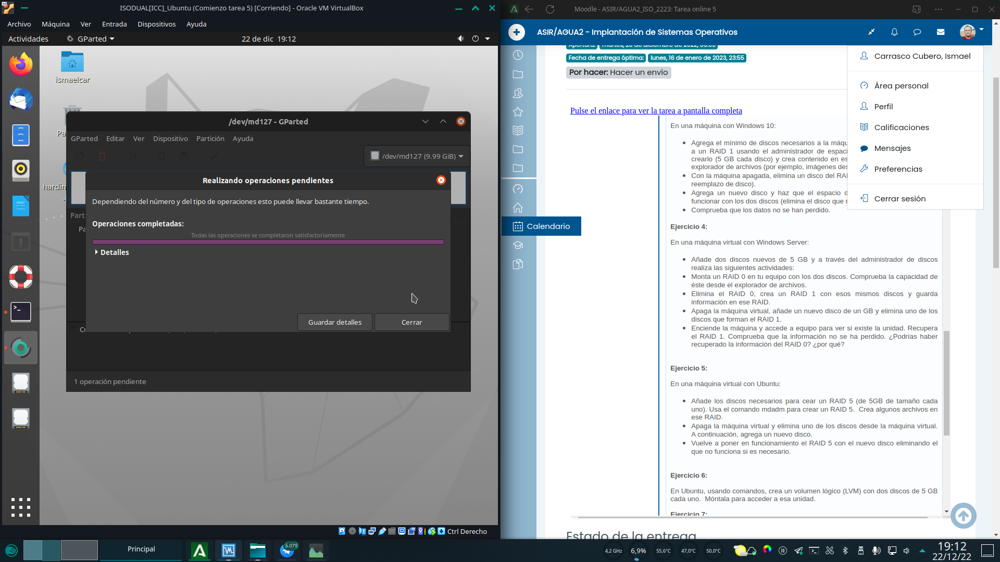 ISODUAL[ICC]_Ubuntu (Comienzo tarea 5) [Corriendo] - Oracle VM VirtualBox
Archivo Máquina Ver Entrada Dispositivos Ayuda
Actividades GParted 22 de dic 19:12
ismaelcar
Pa
hardin
/dev/md127 - GParted
GParted Editar Ver Dispositivo Partición Ayuda
/dev/md127 (9.99 GiB)
Realizando operaciones pendientes
Dependiendo del número y del tipo de operaciones esto puede llevar bastante tiempo.
Part
Pa
Operaciones completadas:
Todas las operaciones se completaron satisfactoriamente
Detalles
Guardar detalles Cerrar
Cr
1 operación pendiente
Ctrl Derecho
Moodle - ASIR/AGUA2_ISO_2223: Tarea online 5
ASIR/AGUA2 - Implantación de Sistemas Operativos
Fecha de entrega óptima: lunes, 16 de enero de 2023, 23:55
Por hacer: Hacer un envío
Pulse el enlace para ver la tarea a pantalla completa
Carrasco Cubero, Ismael
Área personal
Perfil
Calificaciones
Mensajes
Preferencias
Cerrar sesión
Calendario
En una máquina con Windows 10:
Agrega el mínimo de discos necesarios a la máqu
a un RAID 1 usando el administrador de espaci
crearlo (5 GB cada disco) y crea contenido en es
explorador de archivos (por ejemplo, imágenes des
Con la máquina apagada, elimina un disco del RAI
reemplazo de disco).
Agrega un nuevo disco y haz que el espacio d
funcionar con los dos discos (elimina el disco que
Comprueba que los datos no se han perdido.
Ejercicio 4:
En una máquina virtual con Windows Server:
Añade dos discos nuevos de 5 GB y a través del administrador de discos
realiza las siguientes actividades:
Monta un RAID 0 en tu equipo con los dos discos. Comprueba la capacidad de
éste desde el explorador de archivos.
Elimina el RAID 0, crea un RAID 1 con esos mismos discos y guarda
información en ese RAID.
Apaga la máquina virtual, añade un nuevo disco de un GB y elimina uno de los
discos que forman el RAID 1.
Enciende la máquina y accede a equipo para ver si existe la unidad. Recupera
el RAID 1. Comprueba que la información no se ha perdido. ¿Podrías haber
recuperado la información del RAID 0? ¿por qué?
Ejercicio 5:
En una máquina virtual con Ubuntu:
Añade los discos necesarios para cear un RAID 5 (de 5GB de tamaño cada
uno). Usa el comando mdadm para crear un RAID 5. Crea algunos archivos en
ese RAID.
Apaga la máquina virtual y elimina uno de los discos desde la máquina virtual.
A continuación, agrega un nuevo disco.
Vuelve a poner en funcionamiento el RAID 5 con el nuevo disco eliminando el
que no funciona si es necesario.
Ejercicio 6:
En Ubuntu, usando comandos, crea un volumen lógico (LVM) con dos discos de 5 GB
cada uno. Móntala para acceder a esa unidad.
Ejercicio 7:
Estado de la entrega
Principal 6.079 4,2 GHz 6,9% 55,6°C 47,0°C 50,0°C 19:12
22/12/22